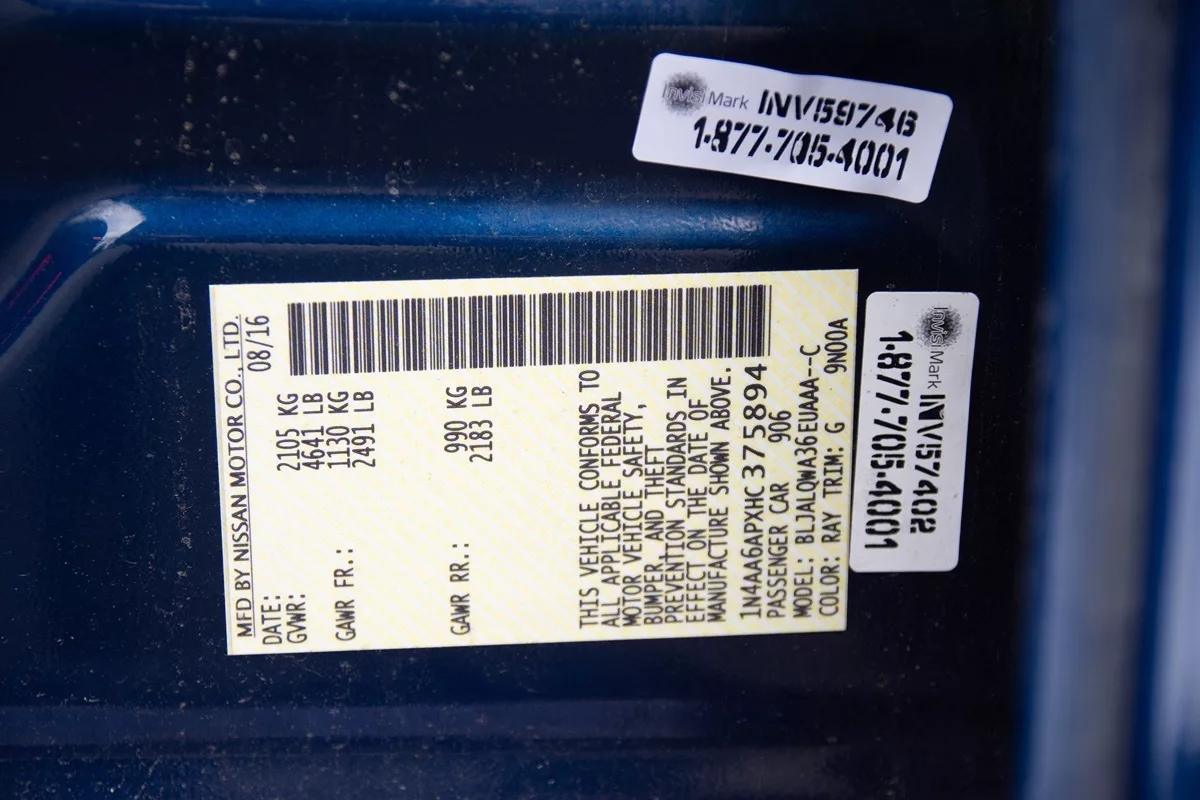 InvisiMark INV59746
1-877-705-4001
MFD BY NISSAN MOTOR CO., LTD.
DATE: 08/16
GVWR: 2105 KG
4641 LB
GAWR FR.: 1130 KG
2491 LB
GAWR RR.: 990 KG
2183 LB
THIS VEHICLE CONFORMS TO
ALL APPLICABLE FEDERAL
MOTOR VEHICLE SAFETY,
BUMPER, AND THEFT
PREVENTION STANDARDS IN
EFFECT ON THE DATE OF
MANUFACTURE SHOWN ABOVE.
1N4AA6APXHC375894
PASSENGER CAR 906
MODEL: BLJALQWA36EUAAA--C
COLOR: RAY TRIM: G 9N00A
InvisiMark INV57402
1-877-705-4001